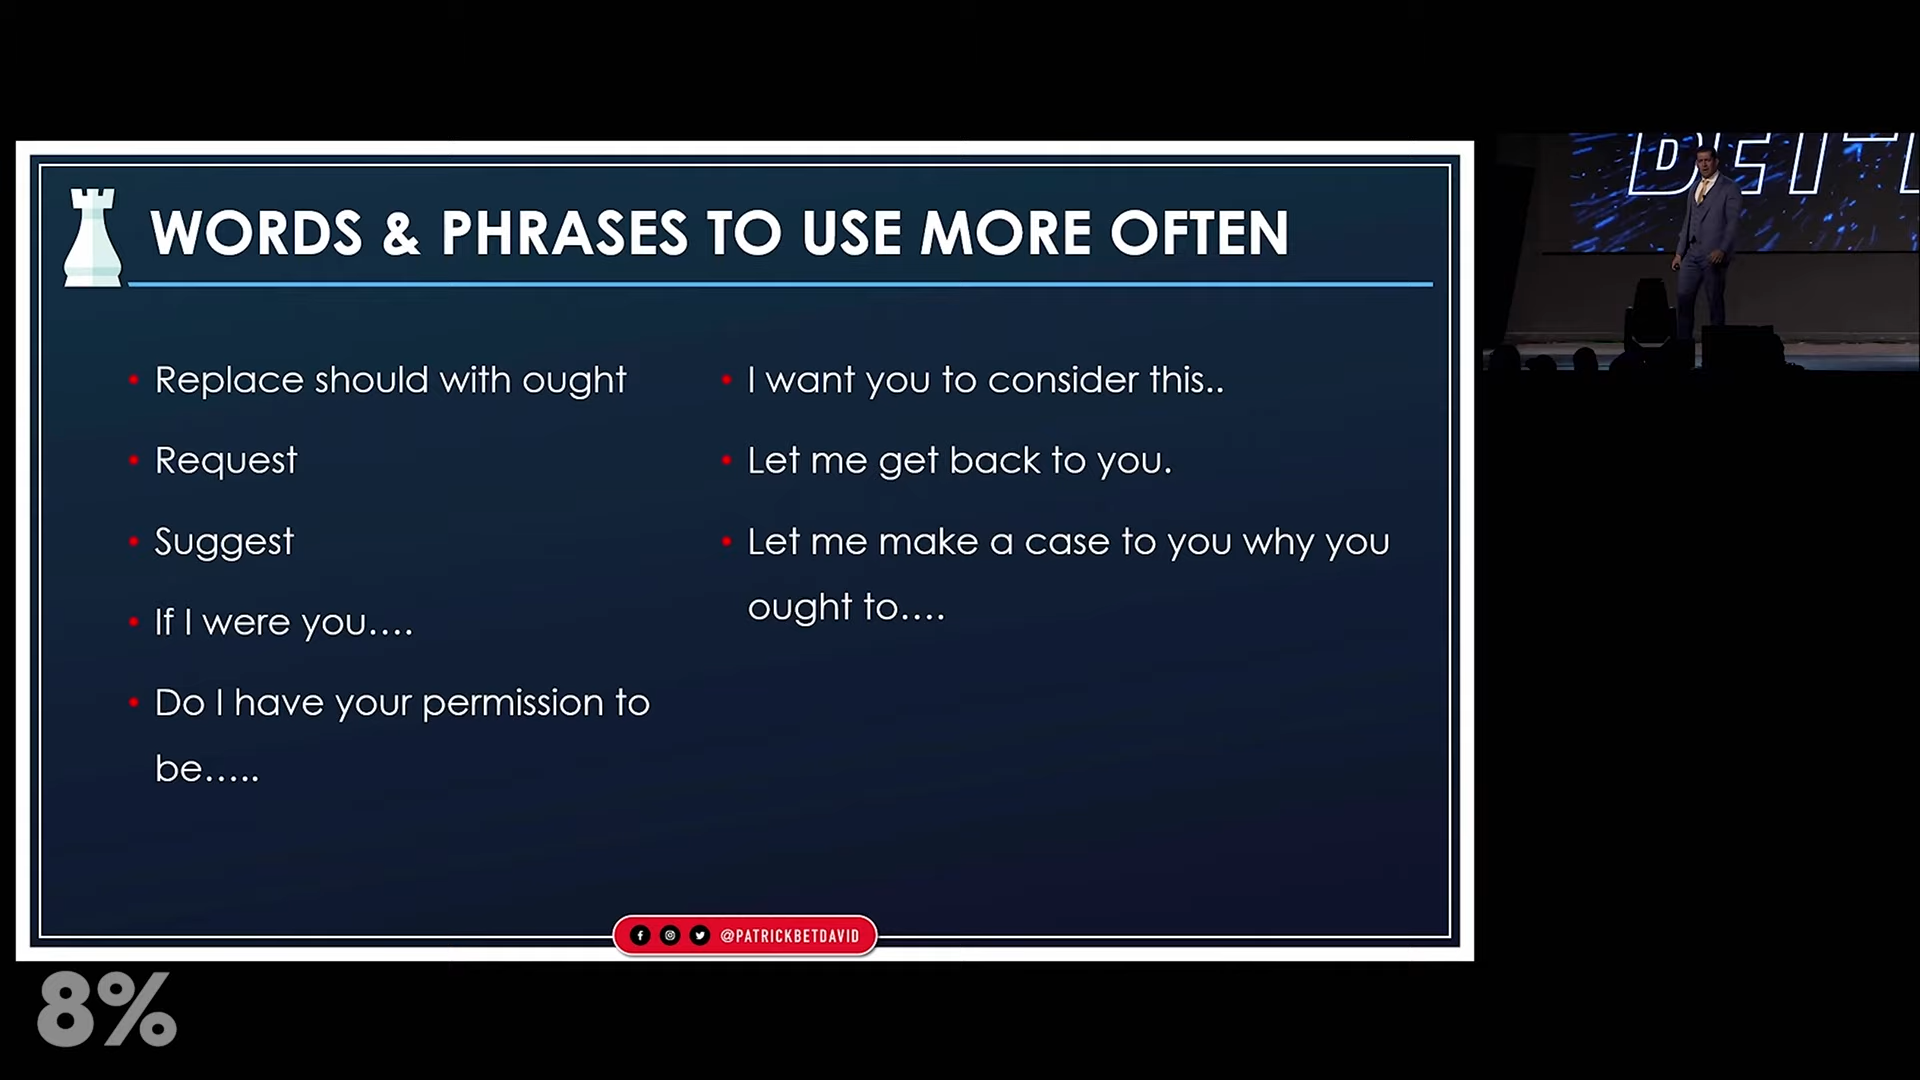 WORDS & PHRASES TO USE MORE OFTEN
Replace should with ought
Request
Suggest
If I were you....
Do I have your permission to
be.....
I want you to consider this..
Let me get back to you.
Let me make a case to you why you
ought to....
@PATRICKBETDAVID
8%